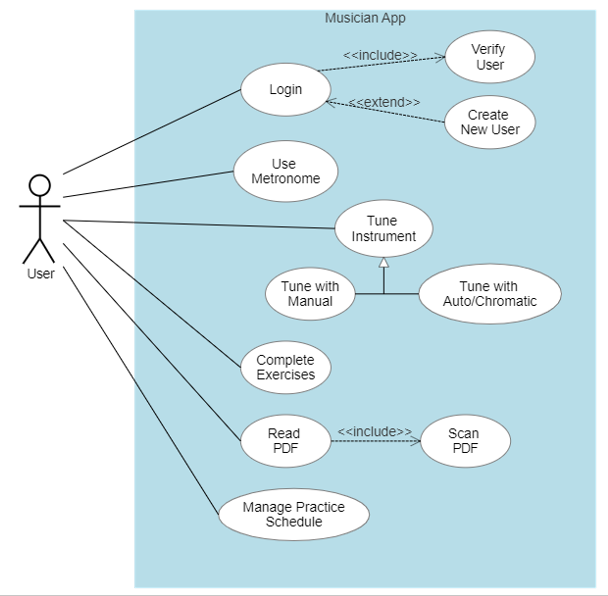 Musician App
<<include>>
Verify
User
Login
<<extend>>
Create
New User
Use
Metronome
Tune
Instrument
User
Tune with
Manual
Tune with
Auto/Chromatic
Complete
Exercises
Read
PDF
<<include>>
Scan
PDF
Manage Practice
Schedule